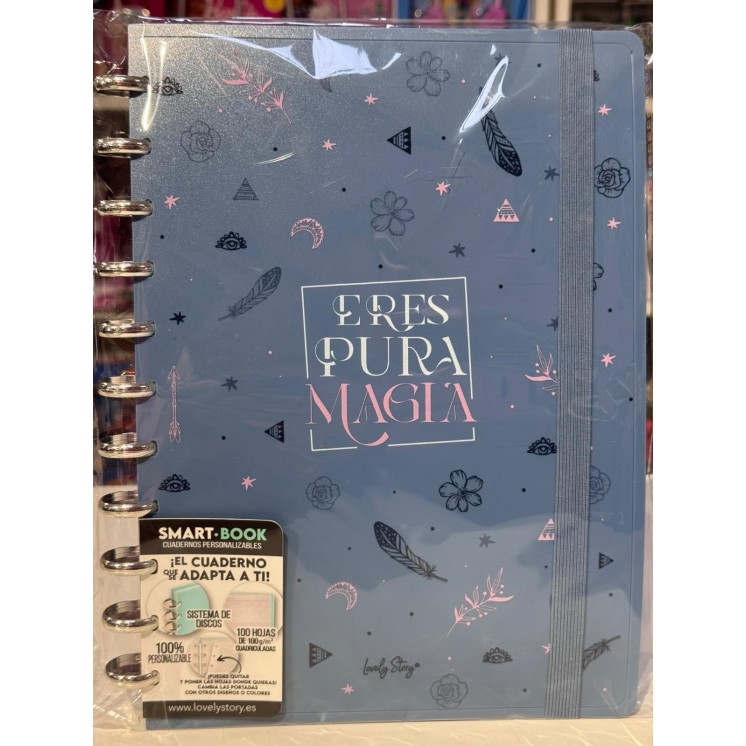 ERES
PURA
MAGIA
SMART·BOOK
CUADERNOS PERSONALIZABLES
¡EL CUADERNO
QUE SE ADAPTA A TI!
SISTEMA DE
DISCOS
100 HOJAS
DE 100g/m²
CUADRICULADAS
100%
PERSONALIZABLE
¡PUEDES QUITAR
Y PONER LAS HOJAS DONDE QUIERAS!
CAMBIA LAS PORTADAS
CON OTROS DISEÑOS O COLORES
www.lovelystory.es
Lovely Story